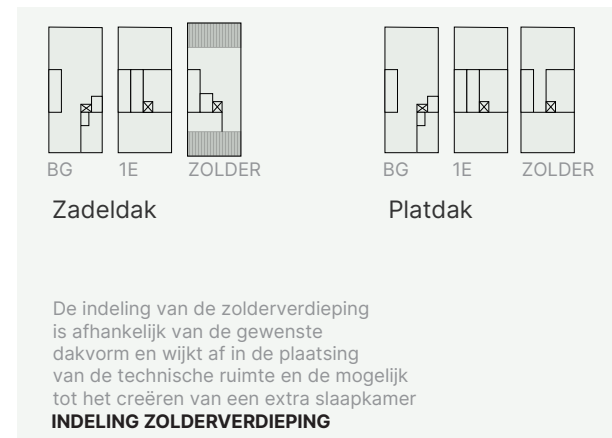 BG 1E ZOLDER
Zadeldak
BG 1E ZOLDER
Platdak
De indeling van de zolderverdieping
is afhankelijk van de gewenste
dakvorm en wijkt af in de plaatsing
van de technische ruimte en de mogelijk
tot het creëren van een extra slaapkamer
INDELING ZOLDERVERDIEPING